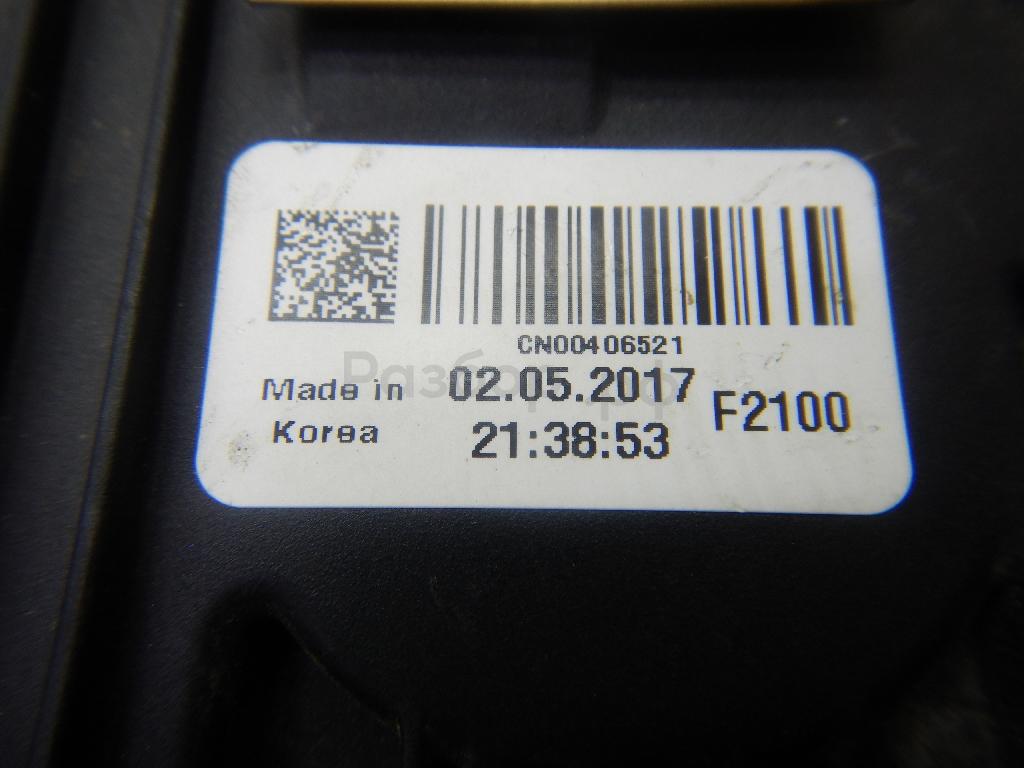 CN00406521
Made in 02.05.2017 F2100
Korea 21:38:53